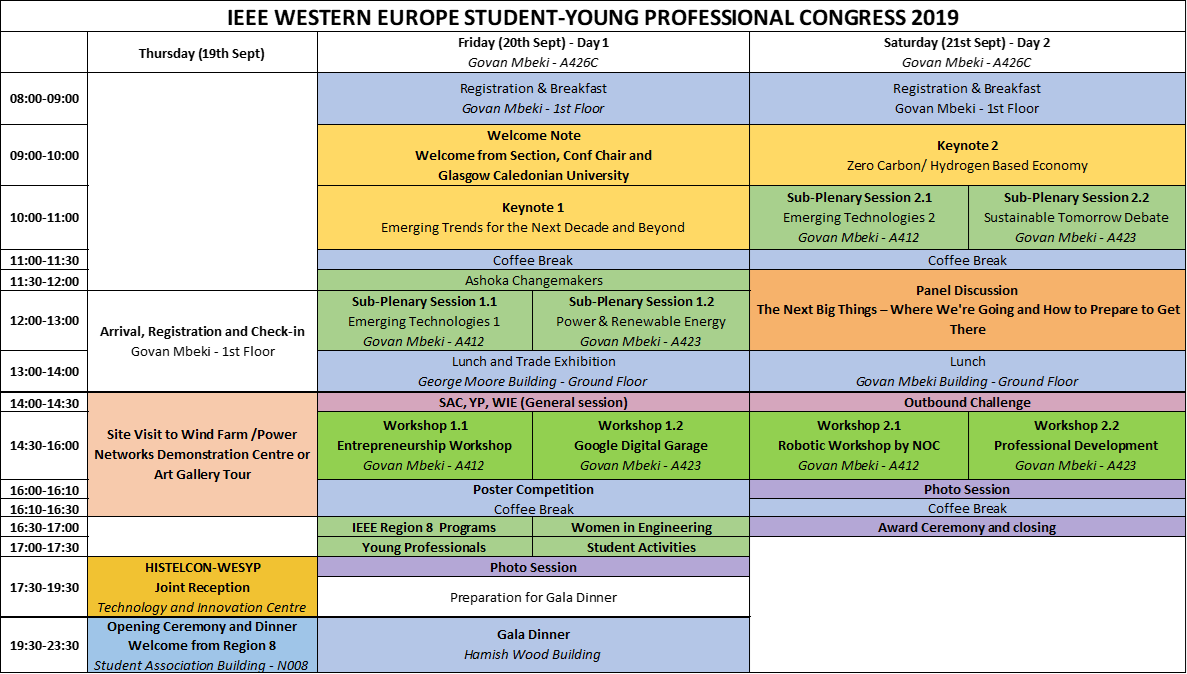 IEEE WESTERN EUROPE STUDENT-YOUNG PROFESSIONAL CONGRESS 2019
Thursday (19th Sept)
Friday (20th Sept) - Day 1
Govan Mbeki - A426C
Saturday (21st Sept) - Day 2
Govan Mbeki - A426C
08:00-09:00
Registration & Breakfast
Govan Mbeki - 1st Floor
Registration & Breakfast
Govan Mbeki - 1st Floor
09:00-10:00
Welcome Note
Welcome from Section, Conf Chair and
Glasgow Caledonian University
Keynote 2
Zero Carbon/ Hydrogen Based Economy
10:00-11:00
Keynote 1
Emerging Trends for the Next Decade and Beyond
Sub-Plenary Session 2.1
Emerging Technologies 2
Govan Mbeki - A412
Sub-Plenary Session 2.2
Sustainable Tomorrow Debate
Govan Mbeki - A423
11:00-11:30
Coffee Break
Coffee Break
11:30-12:00
Ashoka Changemakers
Panel Discussion
The Next Big Things – Where We're Going and How to Prepare to Get
There
12:00-13:00
Arrival, Registration and Check-in
Govan Mbeki - 1st Floor
Sub-Plenary Session 1.1
Emerging Technologies 1
Govan Mbeki - A412
Sub-Plenary Session 1.2
Power & Renewable Energy
Govan Mbeki - A423
13:00-14:00
Lunch and Trade Exhibition
George Moore Building - Ground Floor
Lunch
Govan Mbeki Building - Ground Floor
14:00-14:30
Site Visit to Wind Farm /Power
Networks Demonstration Centre or
Art Gallery Tour
SAC, YP, WIE (General session)
Outbound Challenge
14:30-16:00
Workshop 1.1
Entrepreneurship Workshop
Govan Mbeki - A412
Workshop 1.2
Google Digital Garage
Govan Mbeki - A423
Workshop 2.1
Robotic Workshop by NOC
Govan Mbeki - A412
Workshop 2.2
Professional Development
Govan Mbeki - A423
16:00-16:10
Poster Competition
Photo Session
16:10-16:30
Coffee Break
Coffee Break
16:30-17:00
IEEE Region 8 Programs
Women in Engineering
Award Ceremony and closing
17:00-17:30
Young Professionals
Student Activities
17:30-19:30
HISTELCON-WESYP
Joint Reception
Technology and Innovation Centre
Photo Session
Preparation for Gala Dinner
19:30-23:30
Opening Ceremony and Dinner
Welcome from Region 8
Student Association Building - N008
Gala Dinner
Hamish Wood Building